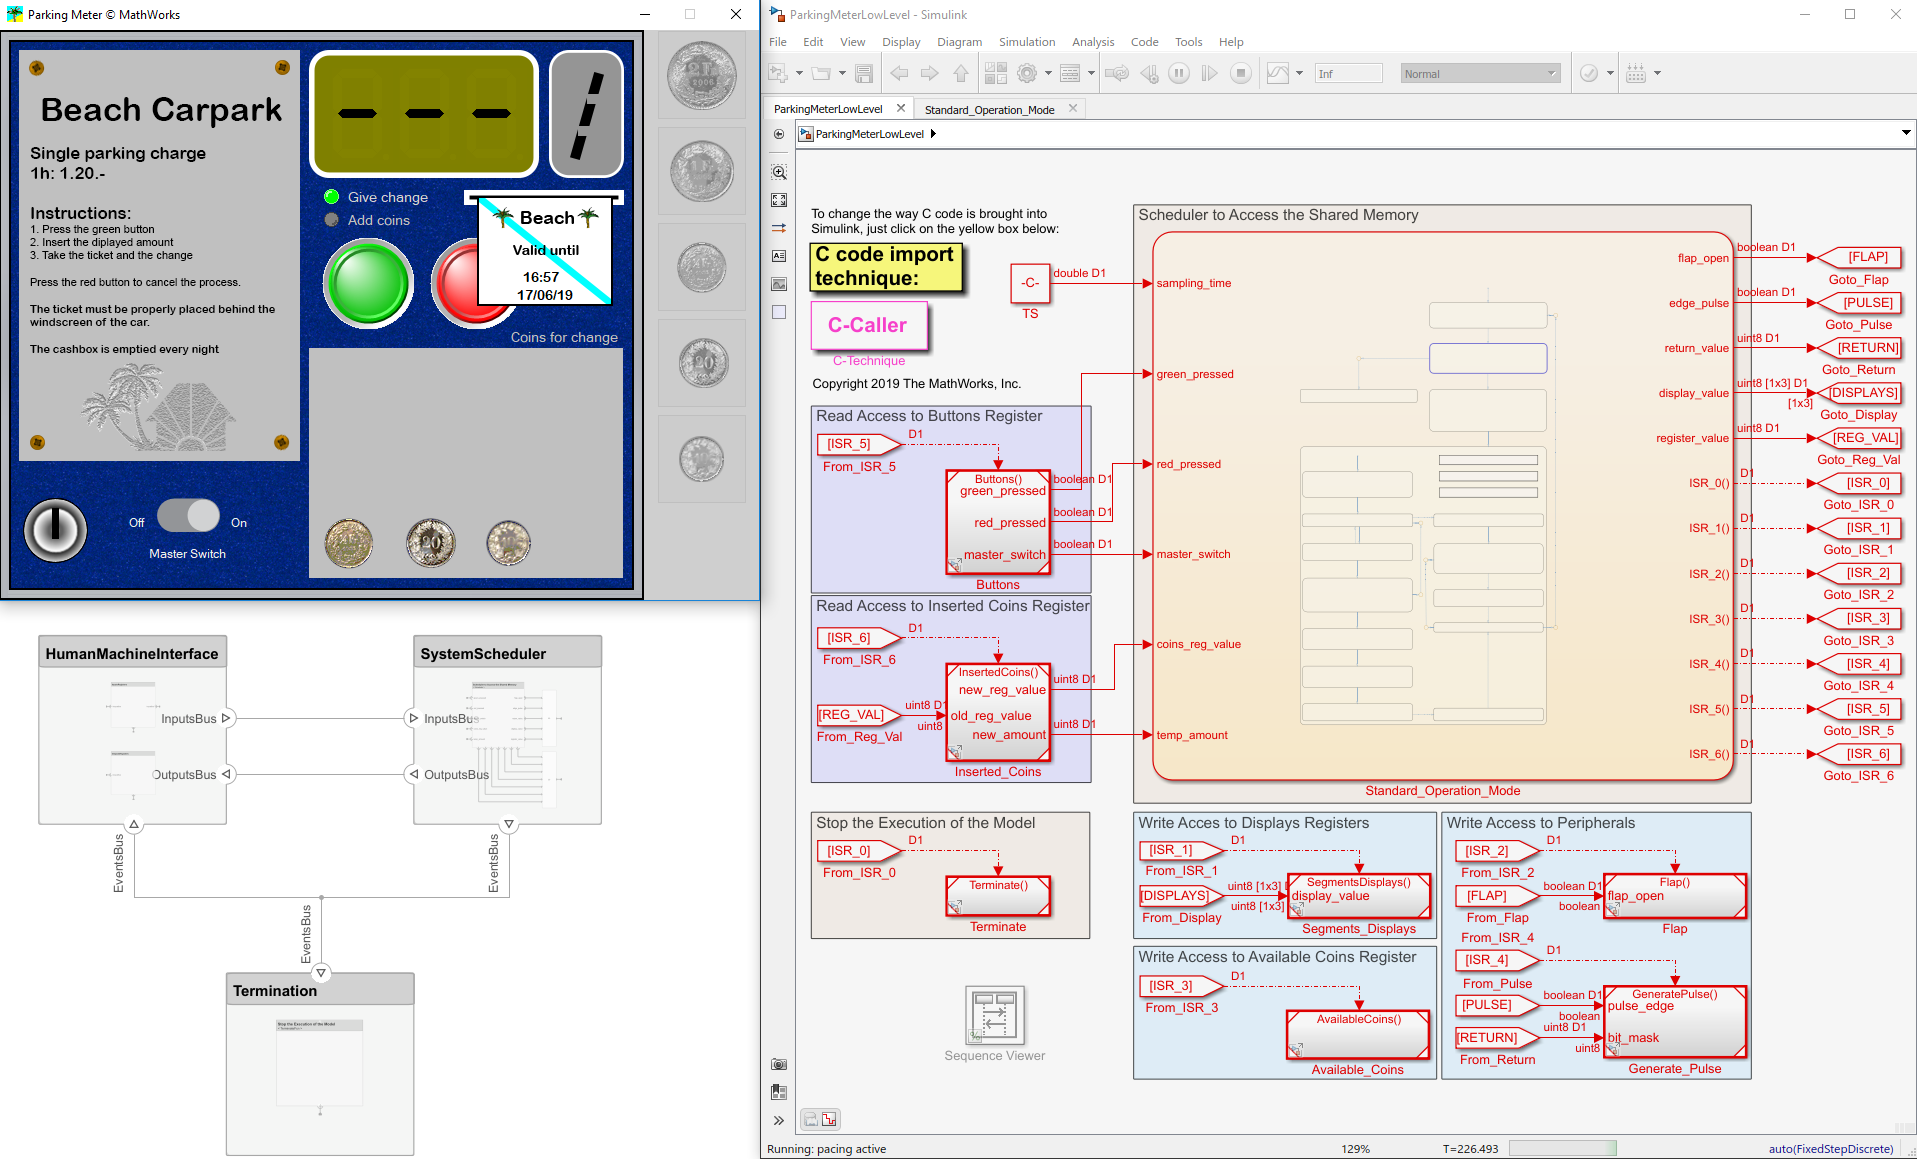 Parking Meter © MathWorks
Beach Carpark
Single parking charge
1h: 1.20.-
Instructions:
1. Press the green button
2. Insert the diplayed amount
3. Take the ticket and the change
Press the red button to cancel the process.
The ticket must be properly placed behind the
windscreen of the car.
The cashbox is emptied every night
- - -
Give change
Add coins
Beach
Valid until
16:57
17/06/19
Coins for change
Off
On
Master Switch
20
20
HumanMachineInterface
InputsBus
OutputsBus
SystemScheduler
InputsBus
OutputsBus
EventsBus
EventsBus
EventsBus
Termination
Stop the Execution of the Model
ParkingMeterLowLevel - Simulink
File Edit View Display Diagram Simulation Analysis Code Tools Help
Inf
Normal
ParkingMeterLowLevel
Standard_Operation_Mode
ParkingMeterLowLevel
To change the way C code is brought into
Simulink, just click on the yellow box below:
C code import
technique:
C-Caller
C-Technique
Copyright 2019 The MathWorks, Inc.
-C-
TS
double D1
Read Access to Buttons Register
[ISR_5]
D1
From_ISR_5
Buttons()
green_pressed
red_pressed
master_switch
Buttons
boolean D1
boolean D1
boolean D1
Read Access to Inserted Coins Register
[ISR_6]
D1
From_ISR_6
[REG_VAL]
From_Reg_Val
uint8 D1
uint8
InsertedCoins()
new_reg_value
old_reg_value
new_amount
Inserted_Coins
uint8 D1
uint8 D1
Scheduler to Access the Shared Memory
sampling_time
green_pressed
red_pressed
master_switch
coins_reg_value
temp_amount
flap_open
edge_pulse
return_value
display_value
register_value
ISR_0()
ISR_1()
ISR_2()
ISR_3()
ISR_4()
ISR_5()
ISR_6()
Standard_Operation_Mode
boolean D1
[FLAP]
Goto_Flap
boolean D1
[PULSE]
Goto_Pulse
uint8 D1
[RETURN]
Goto_Return
uint8 [1x3] D1
[1x3]
[DISPLAYS]
Goto_Display
uint8 D1
[REG_VAL]
Goto_Reg_Val
D1
[ISR_0]
Goto_ISR_0
D1
[ISR_1]
Goto_ISR_1
D1
[ISR_2]
Goto_ISR_2
D1
[ISR_3]
Goto_ISR_3
D1
[ISR_4]
Goto_ISR_4
D1
[ISR_5]
Goto_ISR_5
D1
[ISR_6]
Goto_ISR_6
Stop the Execution of the Model
[ISR_0]
D1
From_ISR_0
Terminate()
Terminate
Sequence Viewer
Write Acces to Displays Registers
[ISR_1]
D1
From_ISR_1
[DISPLAYS]
From_Display
uint8 [1x3] D
uint8 [1x3]
SegmentsDisplays()
display_value
Segments_Displays
Write Access to Available Coins Register
[ISR_3]
D1
From_ISR_3
AvailableCoins()
Available_Coins
Write Access to Peripherals
[ISR_2]
D1
From_ISR_2
[FLAP]
From_Flap
boolean D1
boolean
Flap()
flap_open
Flap
From_ISR_4
[ISR_4]
D1
From_Pulse
[PULSE]
boolean D1
boolean
[RETURN]
From_Return
uint8 D1
uint8
GeneratePulse()
pulse_edge
bit_mask
Generate_Pulse
Running: pacing active
129%
T=226.493
auto(FixedStepDiscrete)